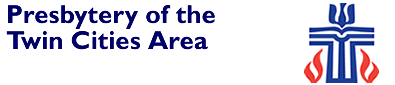 Presbytery of the
Twin Cities Area